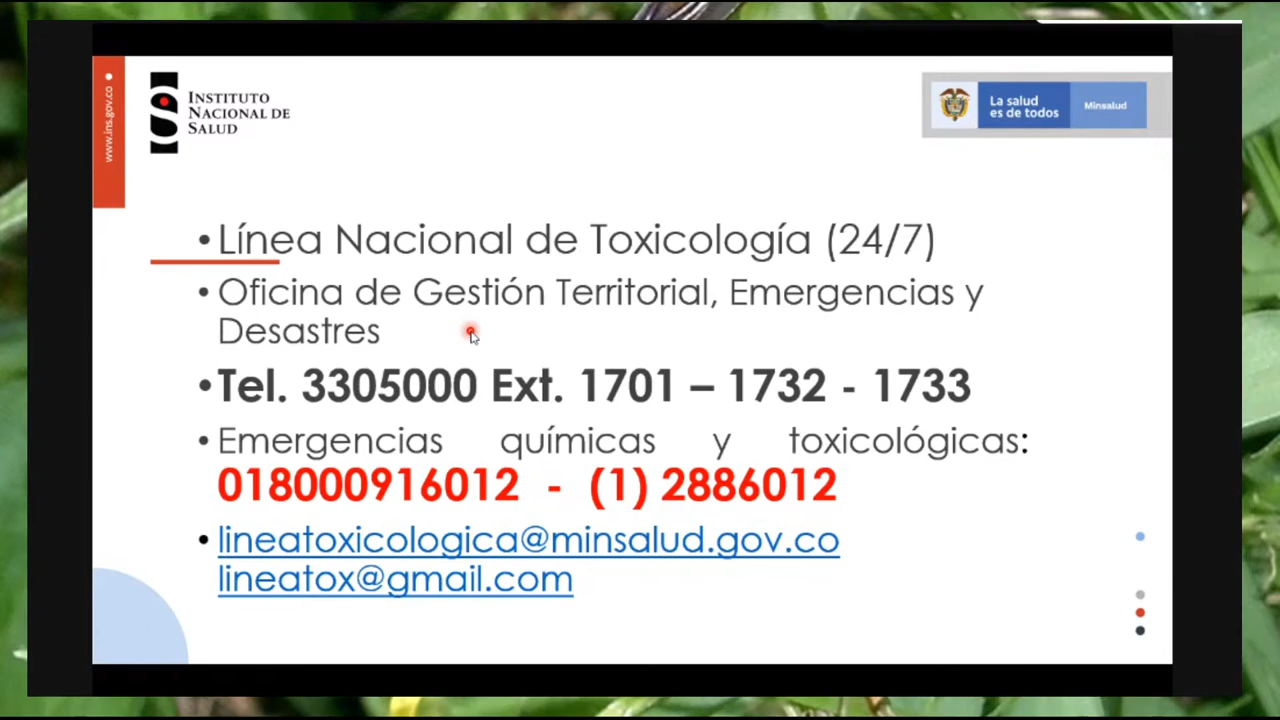 www.ins.gov.co
INSTITUTO
NACIONAL DE
SALUD
La salud
es de todos
Minsalud
•Línea Nacional de Toxicología (24/7)
• Oficina de Gestión Territorial, Emergencias y
Desastres
•Tel. 3305000 Ext. 1701 – 1732 - 1733
• Emergencias químicas y toxicológicas:
018000916012 - (1) 2886012
• lineatoxicologica@minsalud.gov.co
lineatox@gmail.com